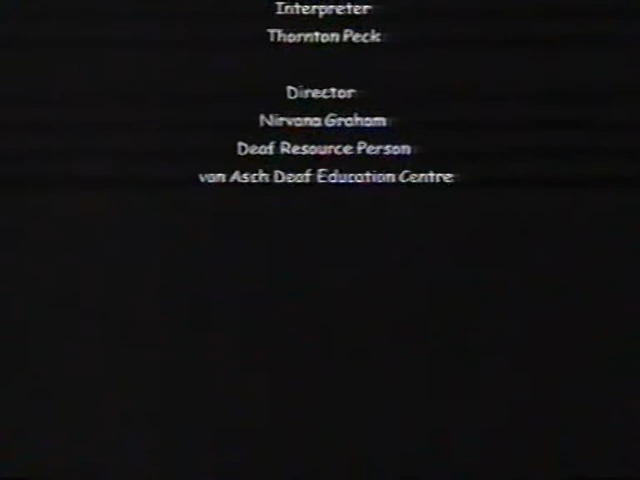 Interpreter
Thornton Peck
Director
Nirvana Graham
Deaf Resource Person
van Asch Deaf Education Centre